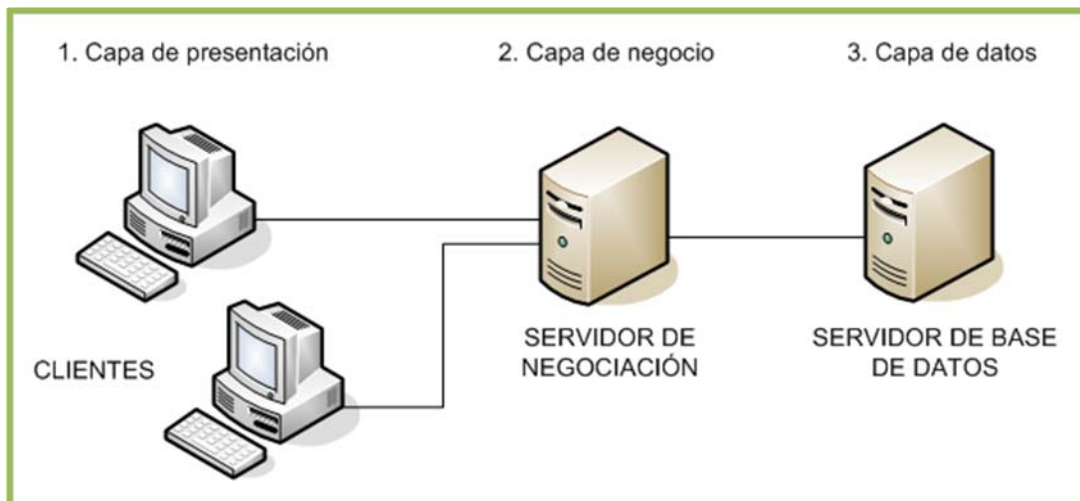 1. Capa de presentación
2. Capa de negocio
3. Capa de datos
CLIENTES
SERVIDOR DE
NEGOCIACIÓN
SERVIDOR DE BASE
DE DATOS